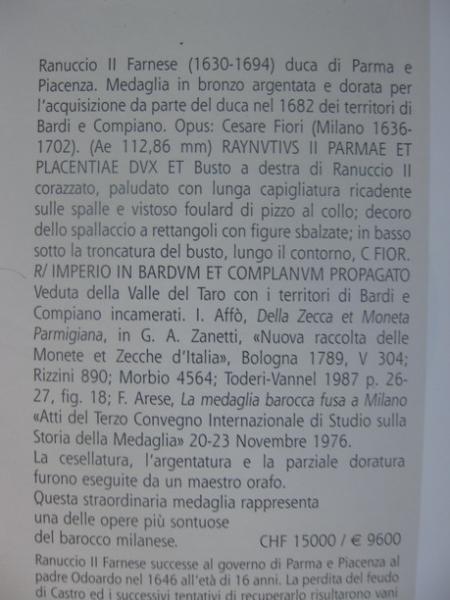 Ranuccio II Farnese (1630-1694) duca di Parma e
Piacenza. Medaglia in bronzo argentata e dorata per
l'acquisizione da parte del duca nel 1682 dei territori di
Bardi e Compiano. Opus: Cesare Fiori (Milano 1636-
1702). (Ae 112,86 mm) RAYNVTIVS II PARMAE ET
PLACENTIAE DVX ET Busto a destra di Ranuccio II
corazzato, paludato con lunga capigliatura ricadente
sulle spalle e vistoso foulard di pizzo al collo; decoro
dello spallaccio a rettangoli con figure sbalzate; in basso
sotto la troncatura del busto, lungo il contorno, C FIOR.
R/ IMPERIO IN BARDVM ET COMPLANVM PROPAGATO
Veduta della Valle del Taro con i territori di Bardi e
Compiano incamerati. I. Affò, Della Zecca et Moneta
Parmigiana, in G. A. Zanetti, «Nuova raccolta delle
Monete et Zecche d'Italia», Bologna 1789, V 304;
Rizzini 890; Morbio 4564; Toderi-Vannel 1987 p. 26-
27, fig. 18; F. Arese, La medaglia barocca fusa a Milano
«Atti del Terzo Convegno Internazionale di Studio sulla
Storia della Medaglia» 20-23 Novembre 1976.
La cesellatura, l'argentatura e la parziale doratura
furono eseguite da un maestro orafo.
Questa straordinaria medaglia rappresenta
una delle opere più sontuose
del barocco milanese. CHF 15000 / € 9600
Ranuccio II Farnese successe al governo di Parma e Piacenza al
padre Odoardo nel 1646 all'età di 16 anni. La perdita del feudo
di Castro ed i successivi tentativi di recuperarlo risultarono vani